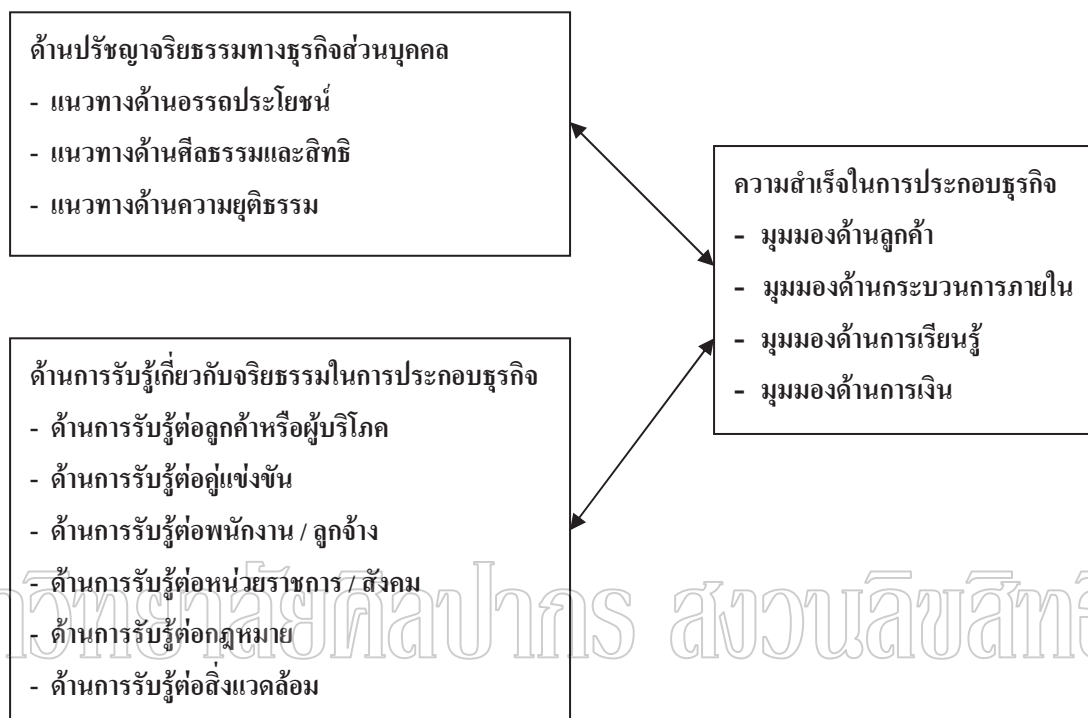 ด้านปรัชญาจริยธรรมทางธุรกิจส่วนบุคคล
- แนวทางด้านอรรถประโยชน์
- แนวทางด้านศีลธรรมและสิทธิ
- แนวทางด้านความยุติธรรม
ความสำเร็จในการประกอบธุรกิจ
- มุมมองด้านลูกค้า
- มุมมองด้านกระบวนการภายใน
- มุมมองด้านการเรียนรู้
- มุมมองด้านการเงิน
ด้านการรับรู้เกี่ยวกับจริยธรรมในการประกอบธุรกิจ
- ด้านการรับรู้ต่อลูกค้าหรือผู้บริโภค
- ด้านการรับรู้ต่อคู่แข่งขัน
- ด้านการรับรู้ต่อพนักงาน / ลูกจ้าง
- ด้านการรับรู้ต่อหน่วยราชการ / สังคม
- ด้านการรับรู้ต่อกฎหมาย
- ด้านการรับรู้ต่อสิ่งแวดล้อม
าวิทยาลัยศิลปากร สงวนลิขสิทธิ